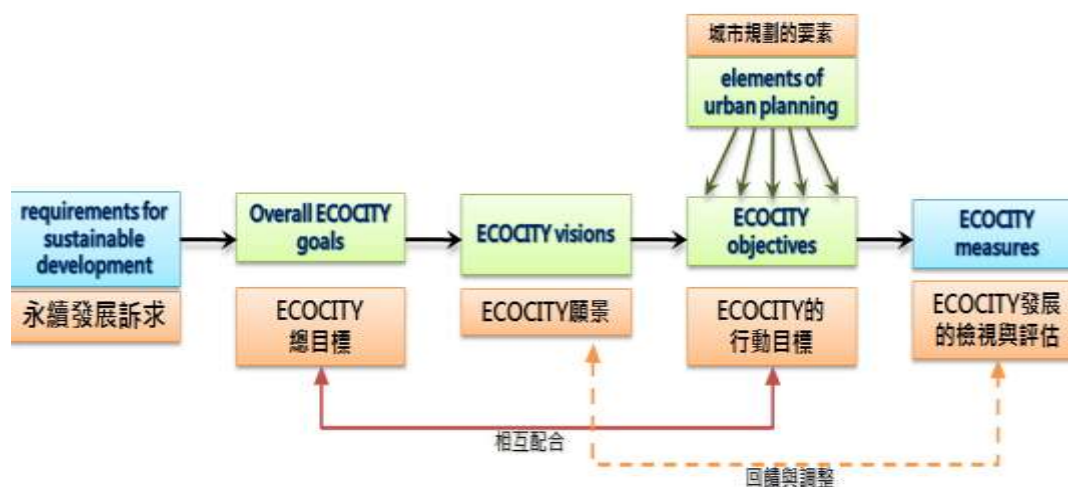 城市規劃的要素
elements of
urban planning
requirements for
sustainable
development
永續發展訴求
Overall ECOCITY
goals
ECOCITY
總目標
ECOCITY visions
ECOCITY願景
ECOCITY
objectives
ECOCITY的
行動目標
ECOCITY
measures
ECOCITY發展
的檢視與評估
相互配合
回饋與調整